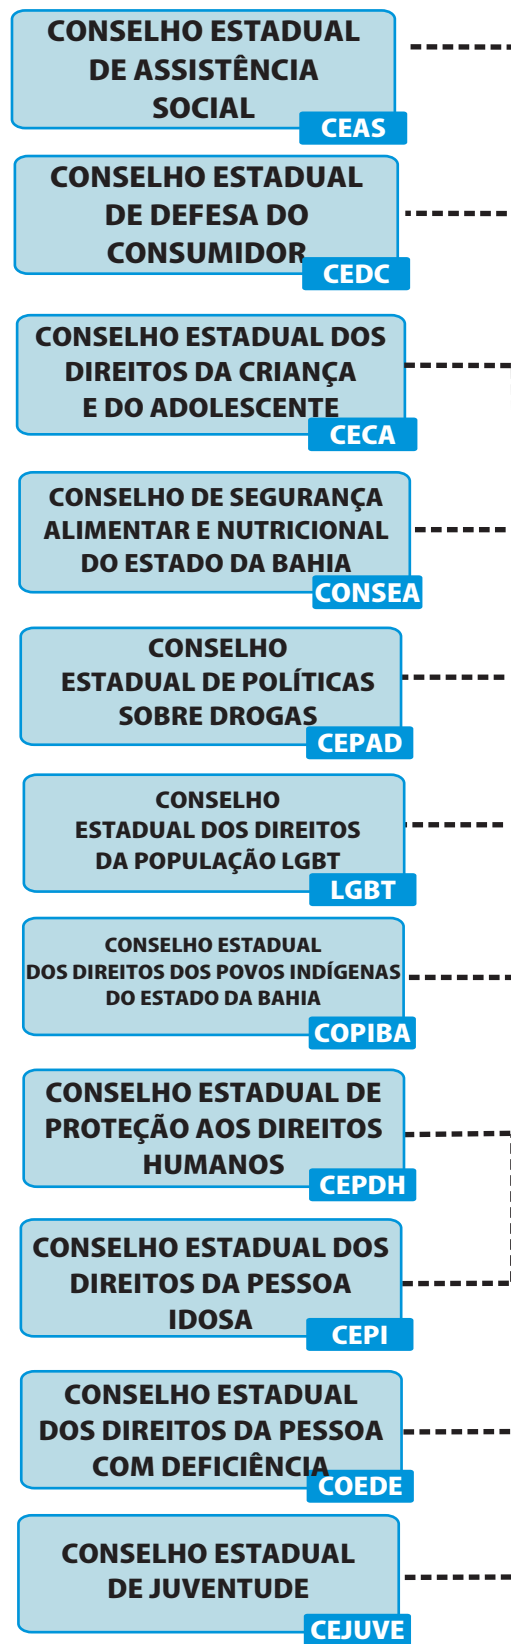 CONSELHO ESTADUAL
DE ASSISTÊNCIA
SOCIAL
CEAS
CONSELHO ESTADUAL
DE DEFESA DO
CONSUMIDOR
CEDC
CONSELHO ESTADUAL DOS
DIREITOS DA CRIANÇA
E DO ADOLESCENTE
CECA
CONSELHO DE SEGURANÇA
ALIMENTAR E NUTRICIONAL
DO ESTADO DA BAHIA
CONSEA
CONSELHO
ESTADUAL DE POLÍTICAS
SOBRE DROGAS
CEPAD
CONSELHO
ESTADUAL DOS DIREITOS
DA POPULAÇÃO LGBT
LGBT
CONSELHO ESTADUAL
DOS DIREITOS DOS POVOS INDÍGENAS
DO ESTADO DA BAHIA
COPIBA
CONSELHO ESTADUAL DE
PROTEÇÃO AOS DIREITOS
HUMANOS
CEPDH
CONSELHO ESTADUAL DOS
DIREITOS DA PESSOA
IDOSA
CEPI
CONSELHO ESTADUAL
DOS DIREITOS DA PESSOA
COM DEFICIÊNCIA
COEDE
CONSELHO ESTADUAL
DE JUVENTUDE
CEJUVE